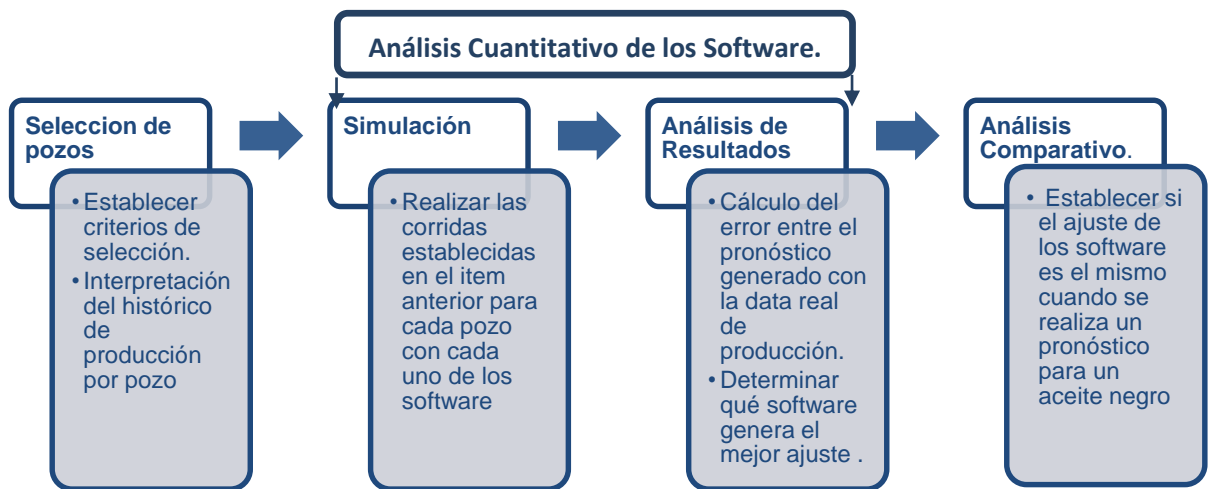 Análisis Cuantitativo de los Software.
Seleccion de
pozos
• Establecer
criterios de
selección.
• Interpretación
del histórico
de
producción
por pozo
Simulación
• Realizar las
corridas
establecidas
en el item
anterior para
cada pozo
con cada
uno de los
software
Análisis de
Resultados
• Cálculo del
error entre el
pronóstico
generado con
la data real
de
producción.
• Determinar
qué software
genera el
mejor ajuste .
Análisis
Comparativo.
• Establecer si
el ajuste de
los software
es el mismo
cuando se
realiza un
pronóstico
para un
aceite negro